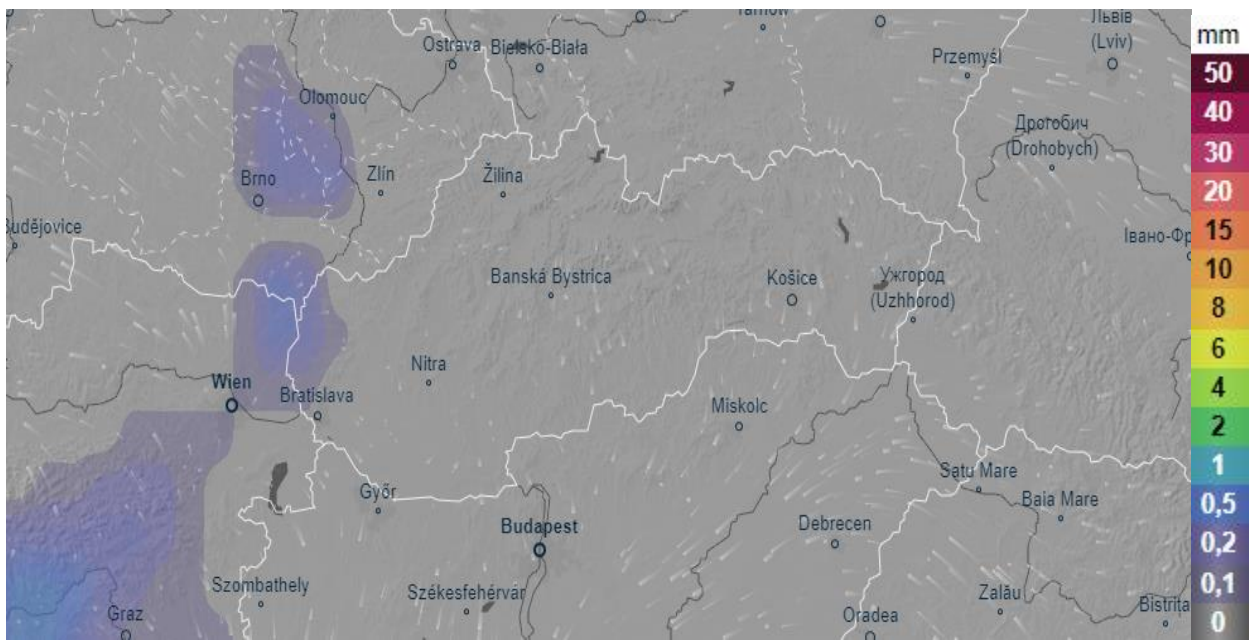 Ostrava
Bielsko-Biała
Львів
(Lviv)
mm
Przemyśl
50
Olomouc
40
Дрогобич
(Drohobych)
30
Brno
Zlín
Žilina
20
Budějovice
15
Івано-Фр
Banská Bystrica
Košice
Ужгород
(Uzhhorod)
10
8
6
Nitra
Wien
Bratislava
4
Miskolc
2
Satu Mare
1
Győr
Baia Mare
0,5
Budapest
Debrecen
0,2
Szombathely
Székesfehérvár
Zalău
0,1
Graz
Oradea
Bistrița
0